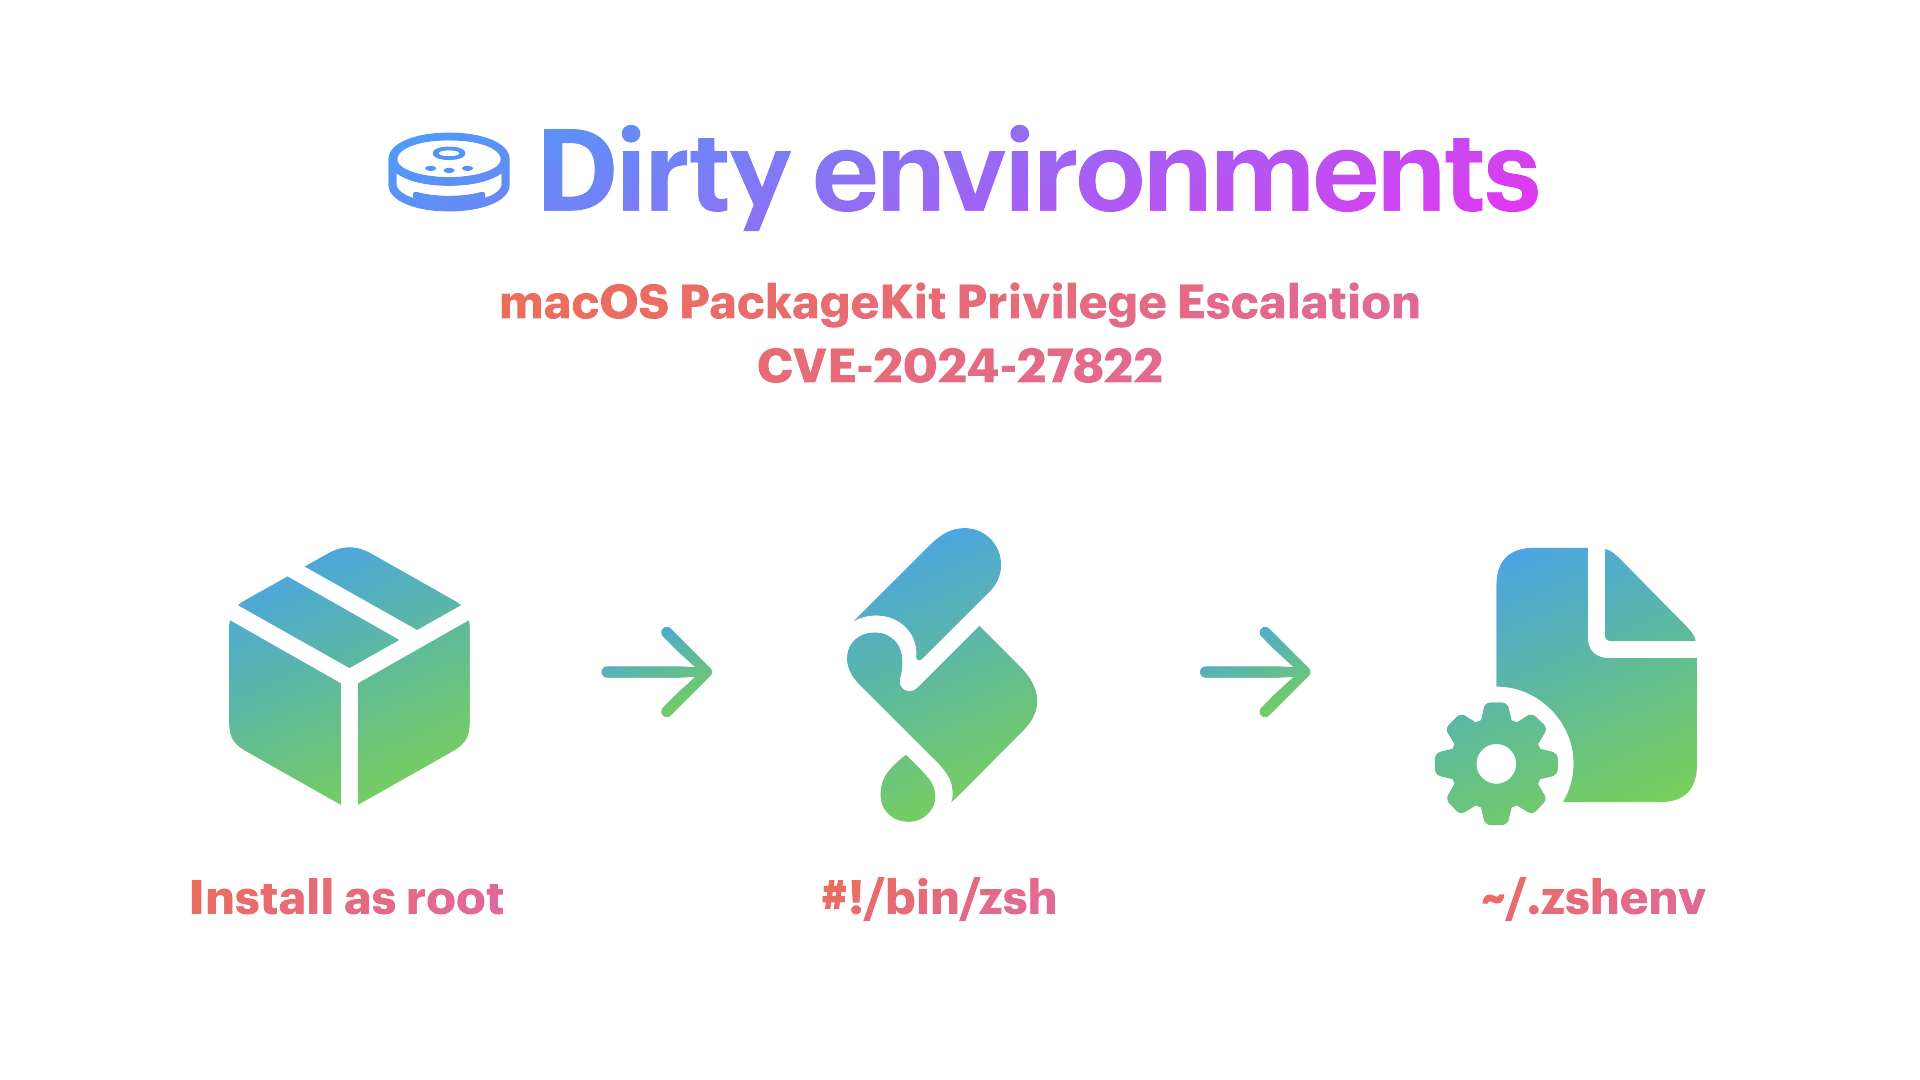 Dirty environments
macOS PackageKit Privilege Escalation
CVE-2024-27822
Install as root
#!/bin/zsh
~/.zshenv